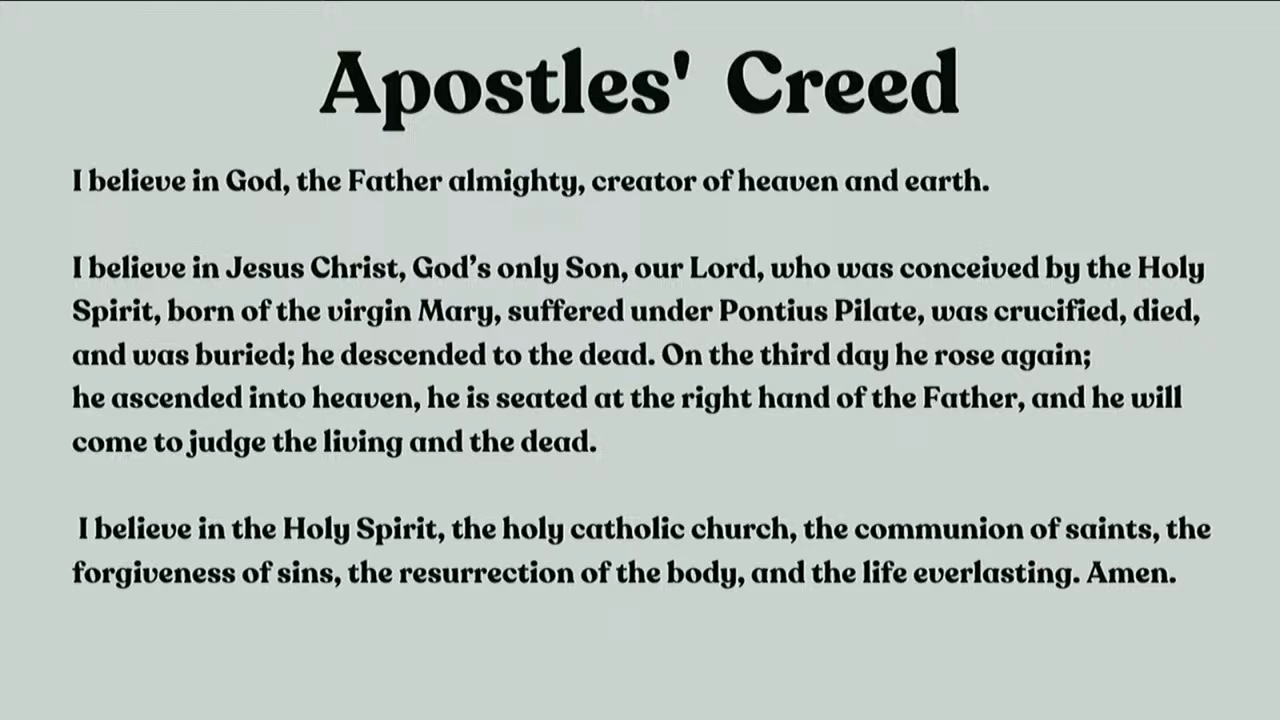 Apostles' Creed
I believe in God, the Father almighty, creator of heaven and earth.
I believe in Jesus Christ, God’s only Son, our Lord, who was conceived by the Holy
Spirit, born of the virgin Mary, suffered under Pontius Pilate, was crucified, died,
and was buried; he descended to the dead. On the third day he rose again;
he ascended into heaven, he is seated at the right hand of the Father, and he will
come to judge the living and the dead.
I believe in the Holy Spirit, the holy catholic church, the communion of saints, the
forgiveness of sins, the resurrection of the body, and the life everlasting. Amen.